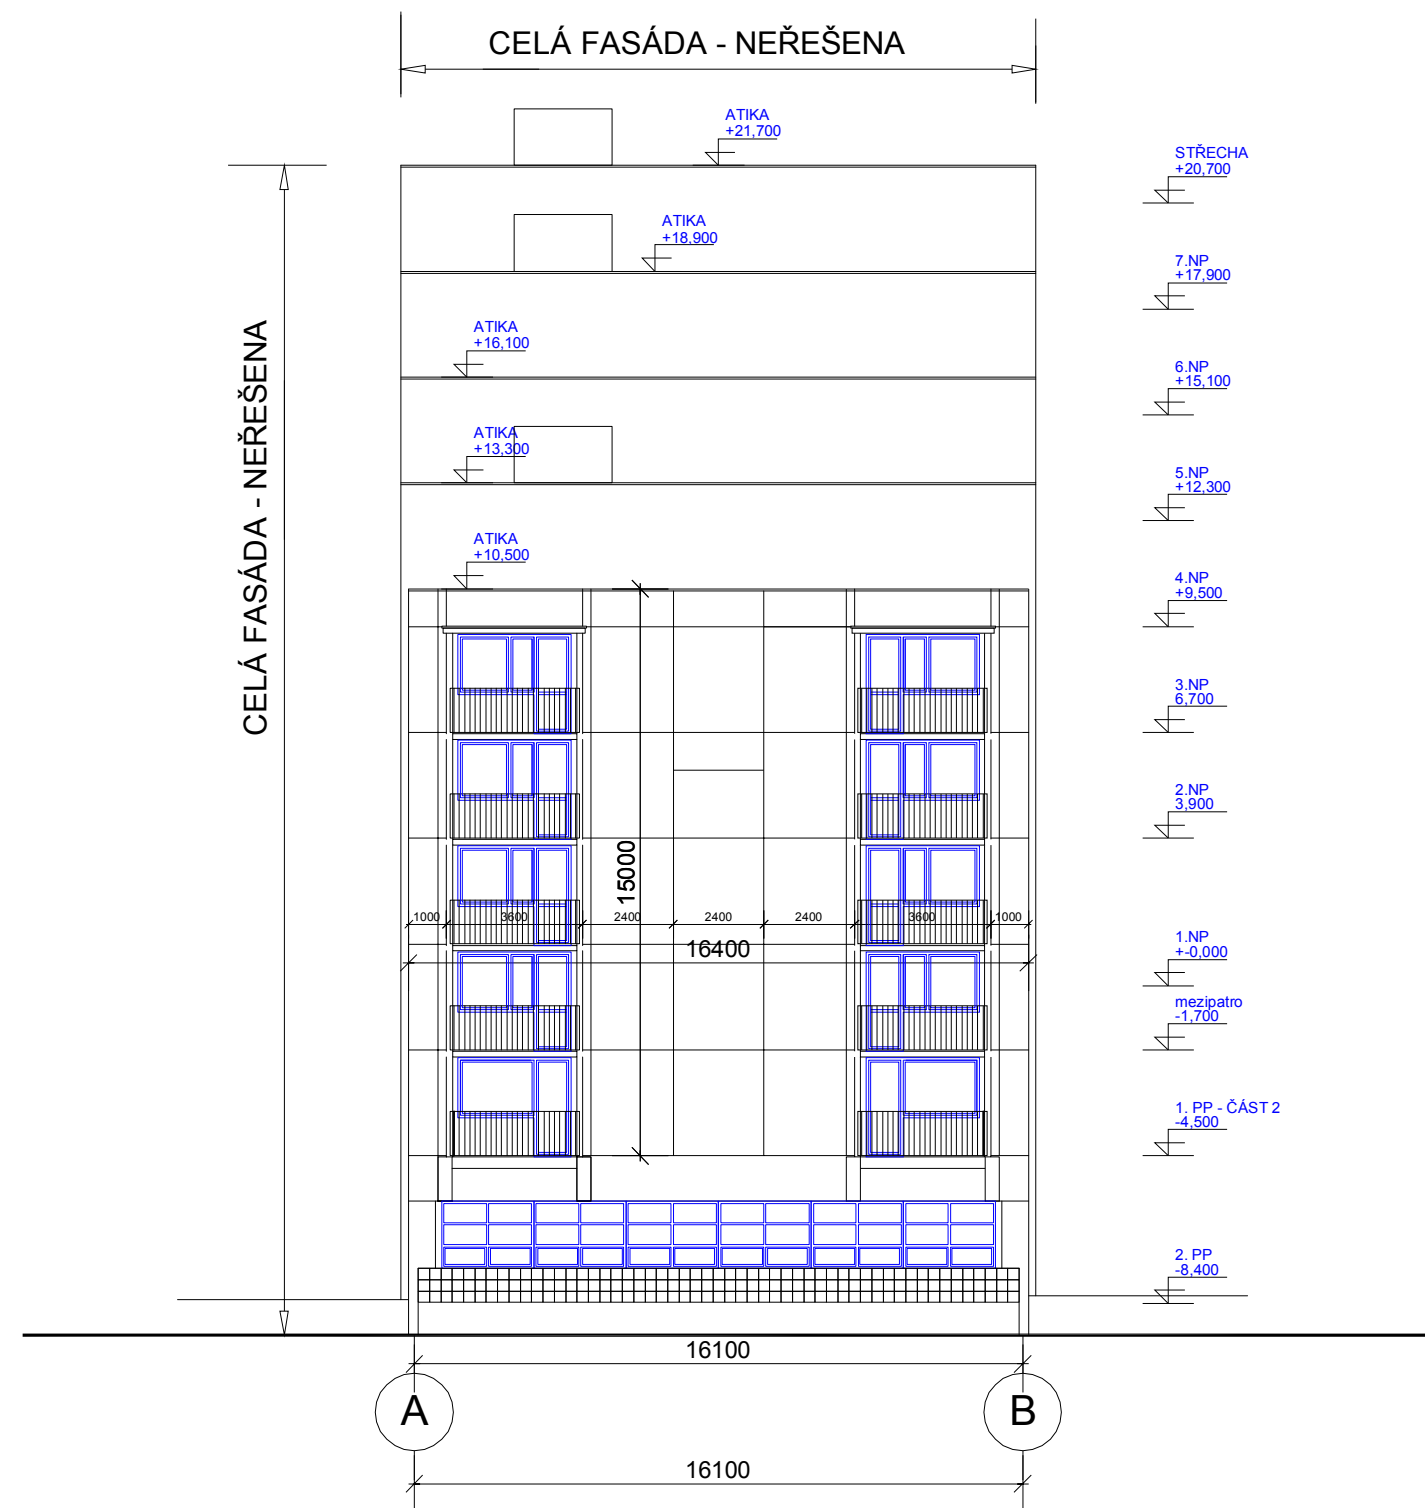 CELÁ FASÁDA - NEŘEŠENA
ATIKA
+21,700
STŘECHA
+20,700
ATIKA
+18,900
7.NP
+17,900
ATIKA
+16,100
6.NP
+15,100
CELÁ FASÁDA - NEŘEŠENA
ATIKA
+13,300
5.NP
+12,300
ATIKA
+10,500
4.NP
+9,500
3.NP
6,700
2.NP
3,900
15000
1000 3600 2400 2400 2400 3600 1000
16400
1.NP
+-0,000
mezipatro
-1,700
1. PP - ČÁST 2
-4,500
2. PP
-8,400
16100
A B
16100